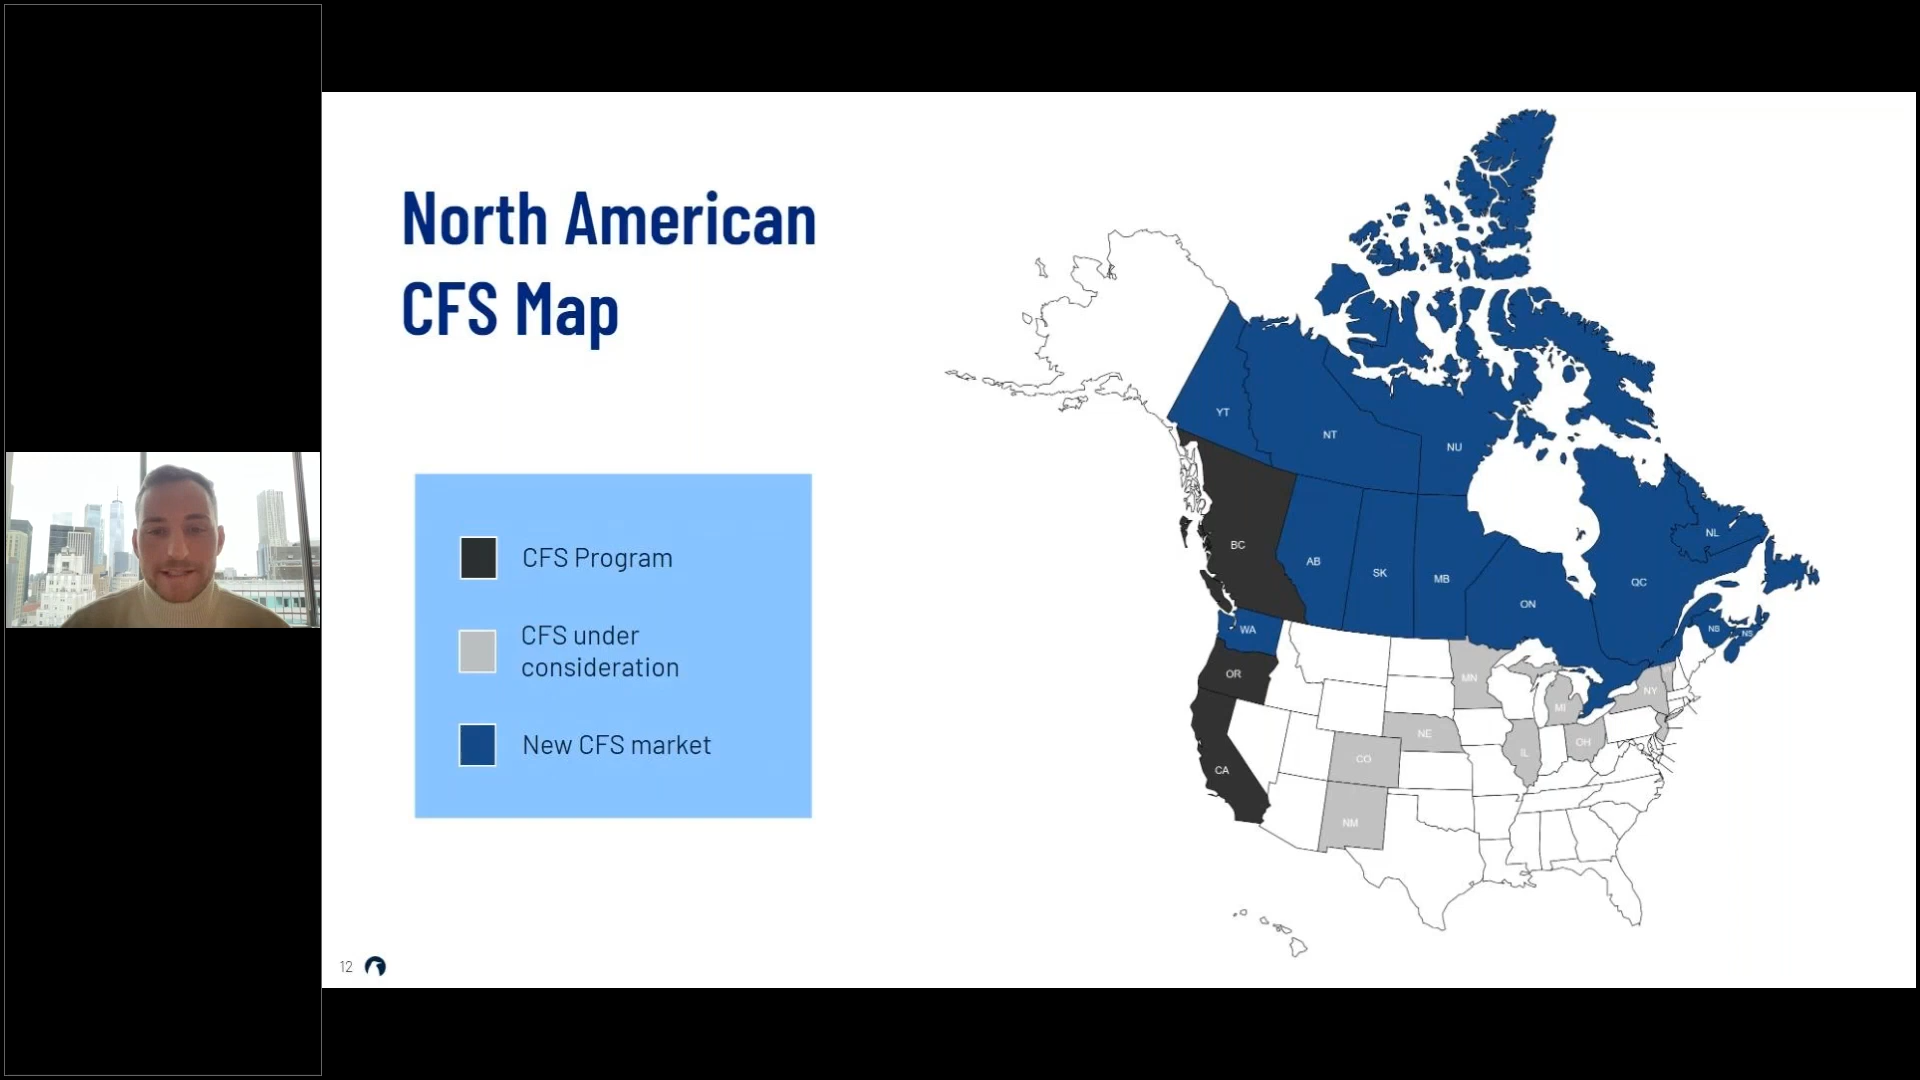 North American
CFS Map
CFS Program
CFS under
consideration
New CFS market
YT
NT
NU
BC
AB
SK
MB
ON
QC
NL
NB
NS
WA
OR
CA
MN
MI
NY
NE
IL
OH
CO
NM
12